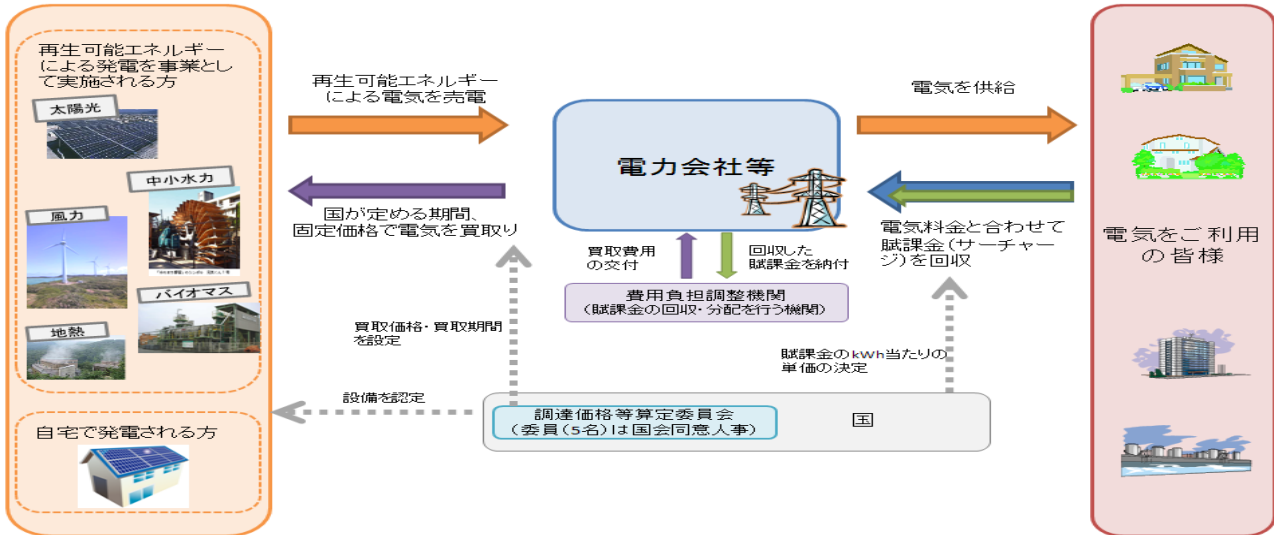 再生可能エネルギー
による発電を事業とし
て実施される方
太陽光
中小水力
風力
バイオマス
地熱
自宅で発電される方
再生可能エネルギー
による電気を売電
国が定める期間、
固定価格で電気を買取り
電力会社等
買取費用
の交付
回収した
賦課金を納付
費用負担調整機関
(賦課金の回収・分配を行う機関)
電気を供給
電気料金と合わせて
賦課金(サーチャー
ジ)を回収
電気をご利用
の皆様
買取価格・買取期間
を設定
賦課金のkWh当たりの
単価の決定
設備を認定
調達価格等算定委員会
(委員(5名)は国会同意人事)
国